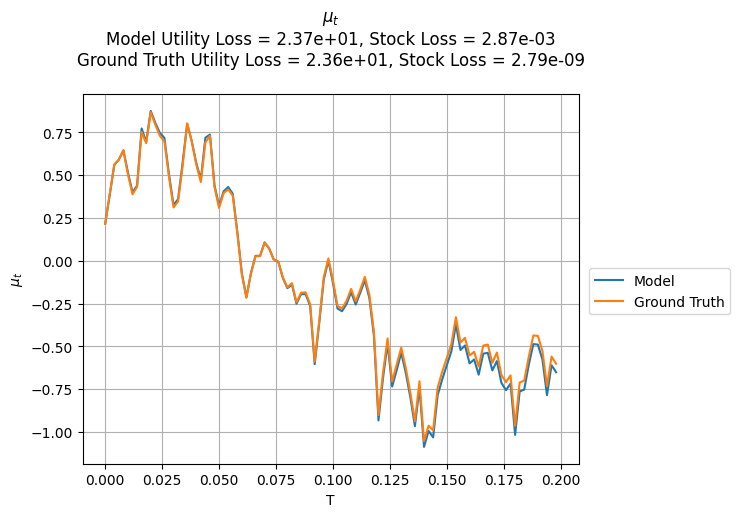 μ_t
Model Utility Loss = 2.37e+01, Stock Loss = 2.87e-03
Ground Truth Utility Loss = 2.36e+01, Stock Loss = 2.79e-09
μ_t
0.75
0.50
0.25
0.00
−0.25
−0.50
−0.75
−1.00
0.000 0.025 0.050 0.075 0.100 0.125 0.150 0.175 0.200
T
Model
Ground Truth